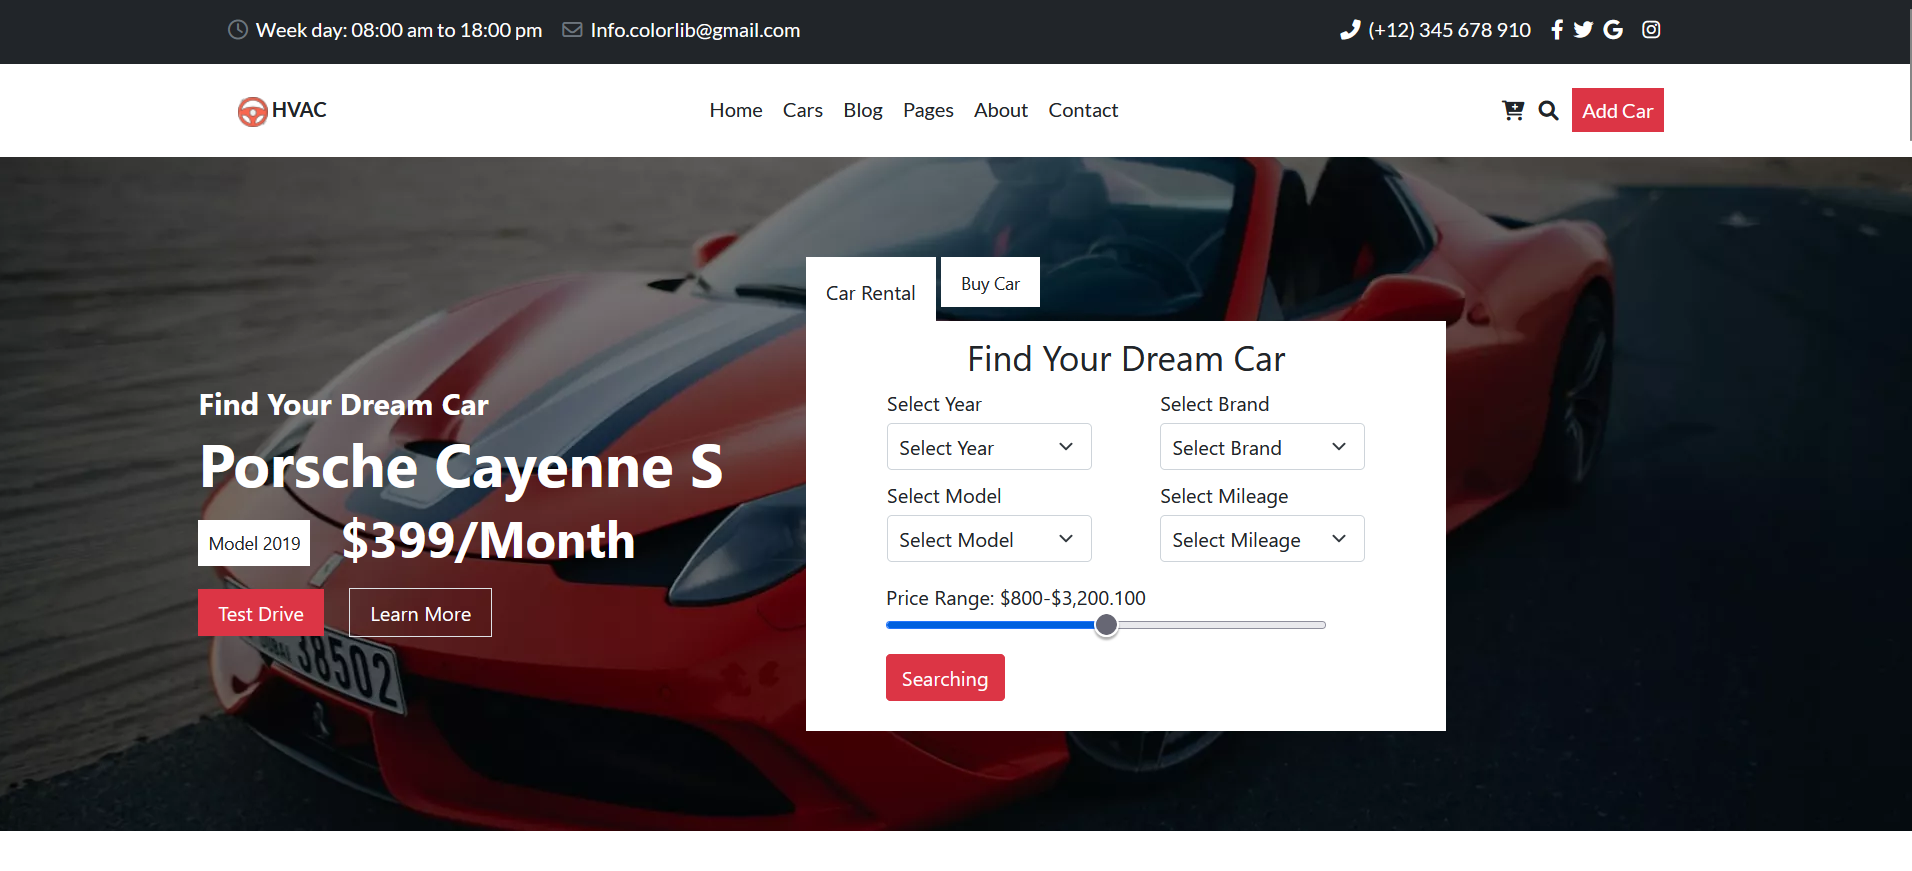 Week day: 08:00 am to 18:00 pm Info.colorlib@gmail.com (+12) 345 678 910
HVAC Home Cars Blog Pages About Contact Add Car
Car Rental Buy Car
Find Your Dream Car
Select Year Select Brand
Select Year Select Brand
Select Model Select Mileage
Select Model Select Mileage
Price Range: $800-$3,200.100
Searching
Find Your Dream Car
Porsche Cayenne S
Model 2019 $399/Month
Test Drive Learn More
38502